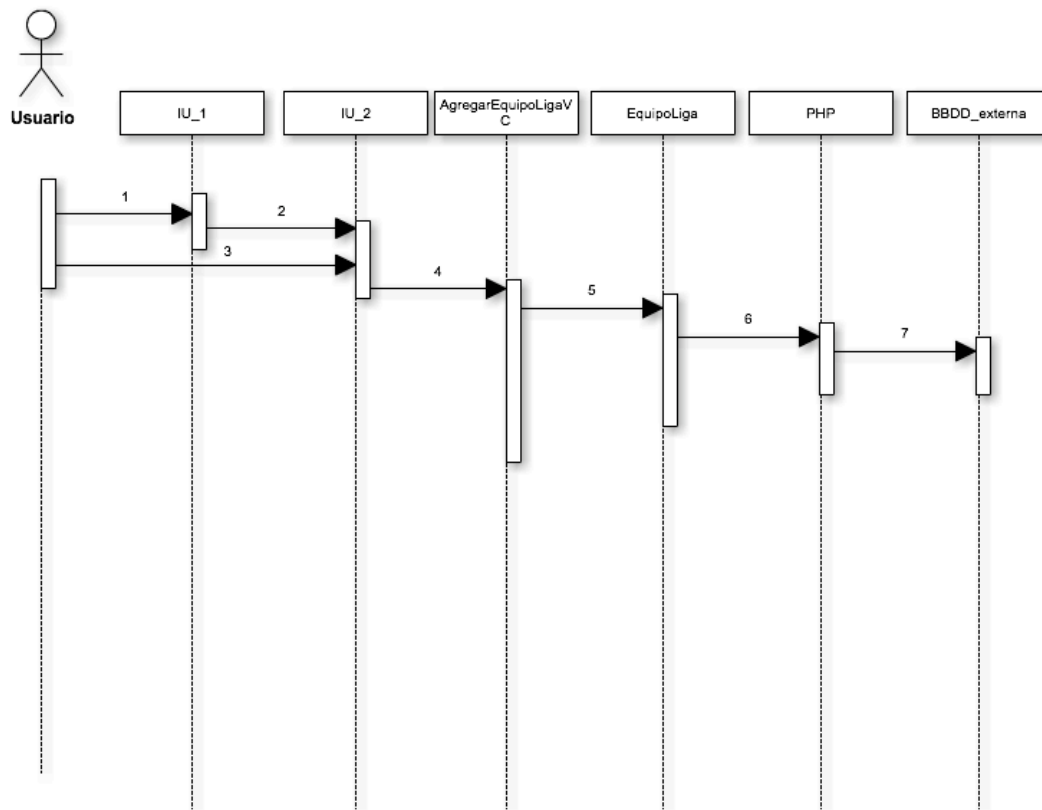 Usuario
IU_1
IU_2
AgregarEquipoLigaV
C
EquipoLiga
PHP
BBDD_externa
1
2
3
4
5
6
7